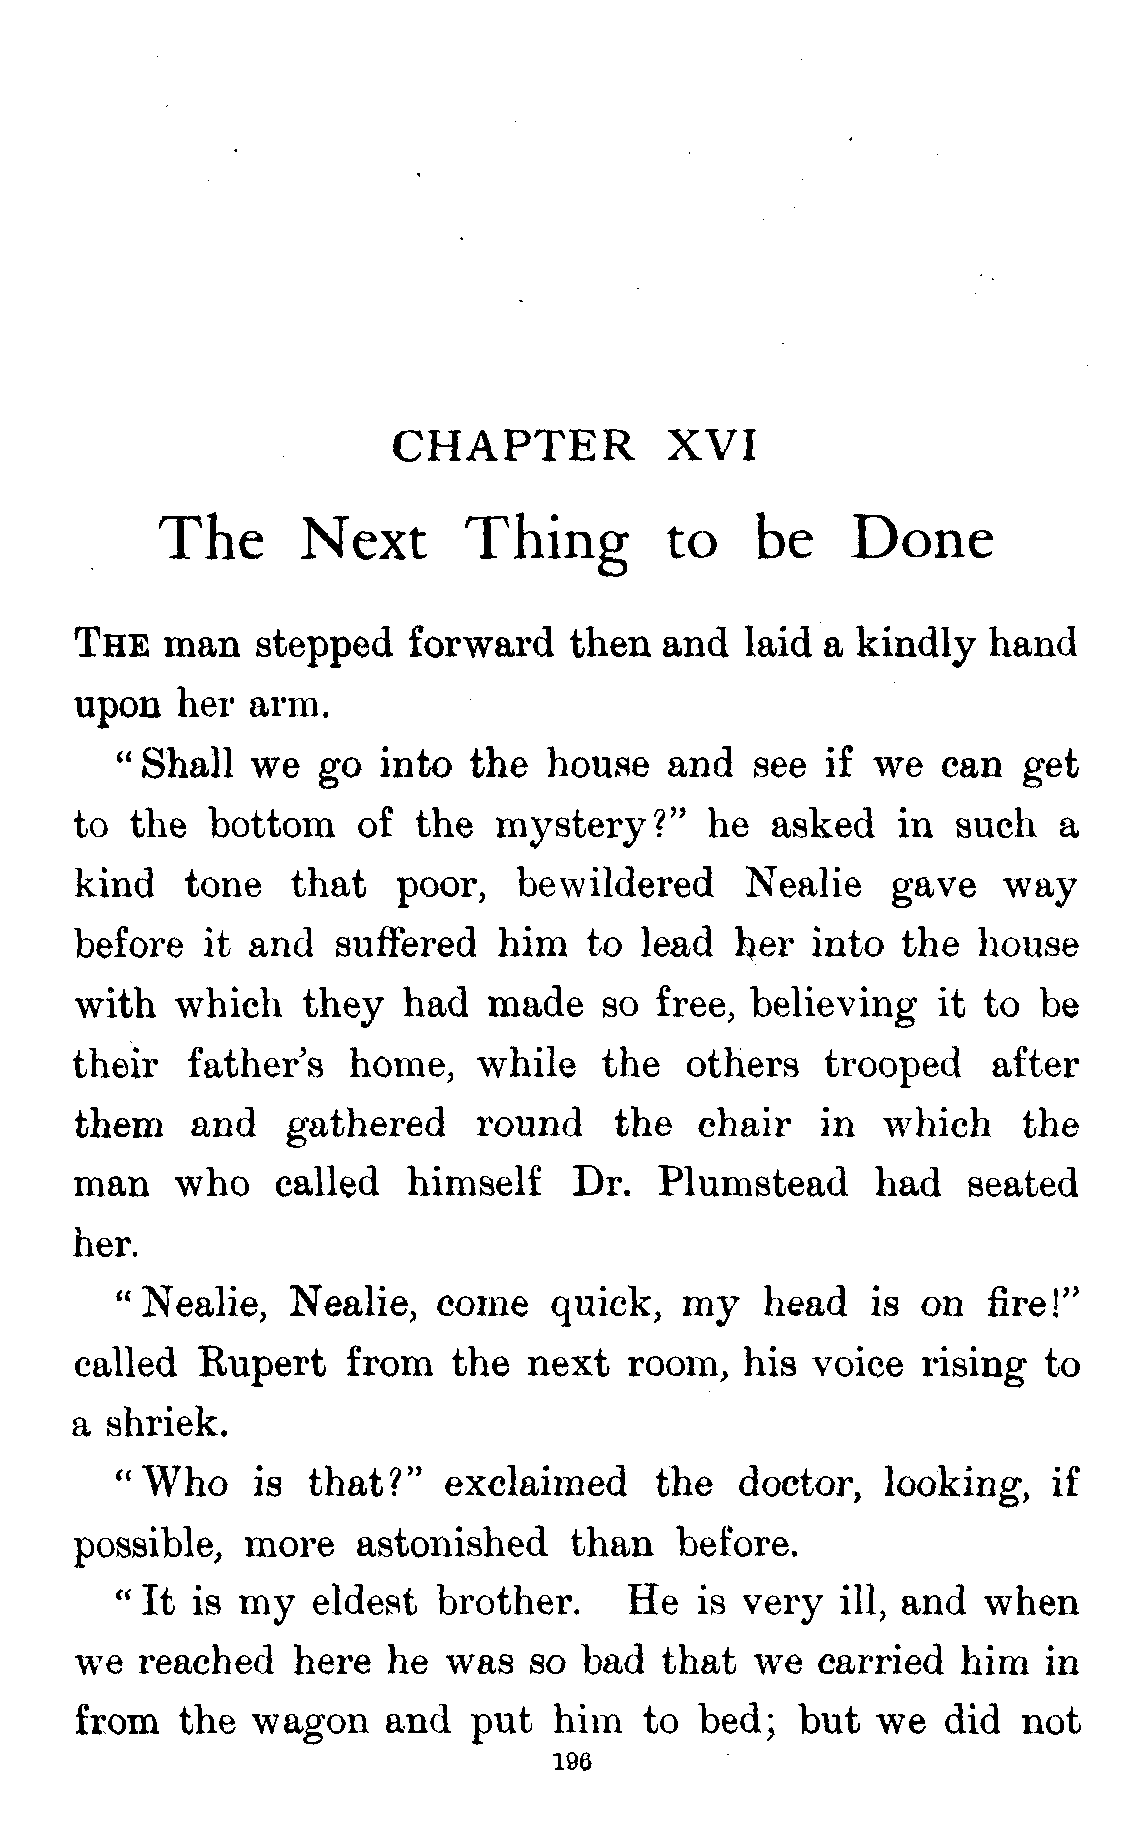 CHAPTER XVI
The Next Thing to be Done
THE man stepped forward then and laid a kindly hand
upon her arm.
“Shall we go into the house and see if we can get
to the bottom of the mystery?” he asked in such a
kind tone that poor, bewildered Nealie gave way
before it and suffered him to lead her into the house
with which they had made so free, believing it to be
their father’s home, while the others trooped after
them and gathered round the chair in which the
man who called himself Dr. Plumstead had seated
her.
“Nealie, Nealie, come quick, my head is on fire!”
called Rupert from the next room, his voice rising to
a shriek.
“Who is that?” exclaimed the doctor, looking, if
possible, more astonished than before.
“It is my eldest brother. He is very ill, and when
we reached here he was so bad that we carried him in
from the wagon and put him to bed; but we did not
196